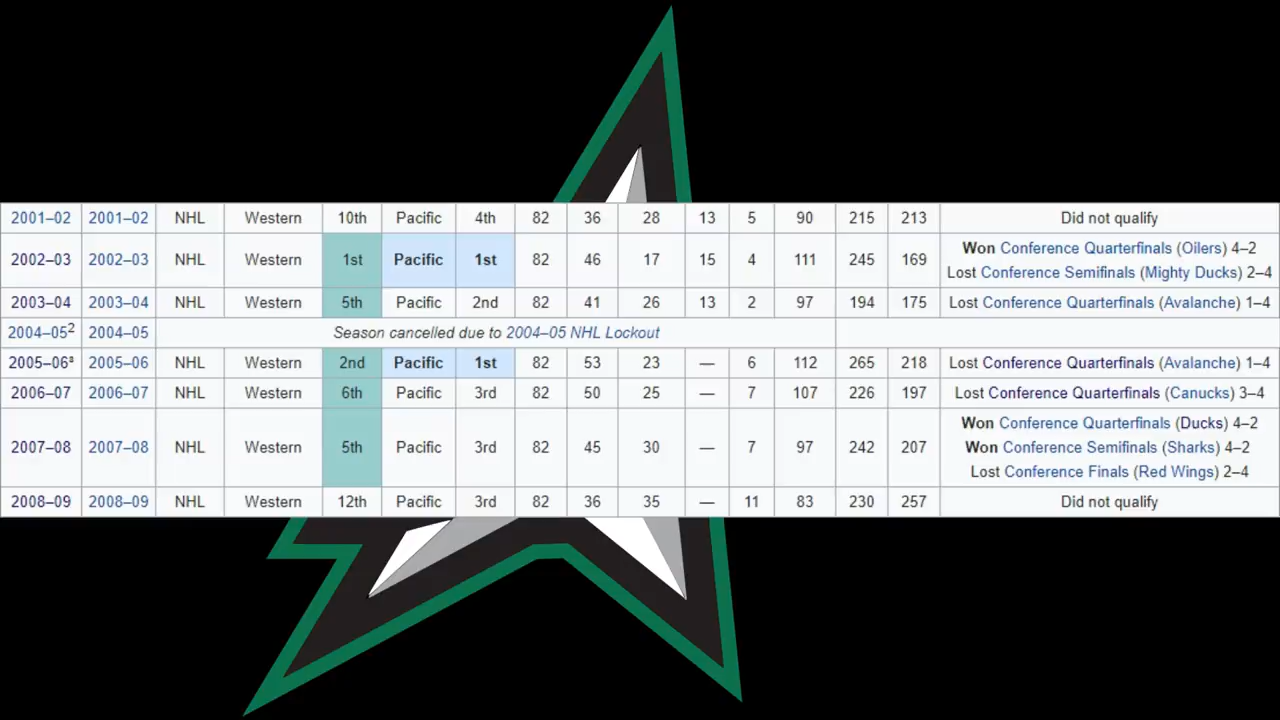 2001–02 2001–02 NHL Western 10th Pacific 4th 82 36 28 13 5 90 215 213 Did not qualify
2002–03 2002–03 NHL Western 1st Pacific 1st 82 46 17 15 4 111 245 169 Won Conference Quarterfinals (Oilers) 4–2
Lost Conference Semifinals (Mighty Ducks) 2–4
2003–04 2003–04 NHL Western 5th Pacific 2nd 82 41 26 13 2 97 194 175 Lost Conference Quarterfinals (Avalanche) 1–4
2004–05² 2004–05 Season cancelled due to 2004–05 NHL Lockout
2005–06ᵃ 2005–06 NHL Western 2nd Pacific 1st 82 53 23 — 6 112 265 218 Lost Conference Quarterfinals (Avalanche) 1–4
2006–07 2006–07 NHL Western 6th Pacific 3rd 82 50 25 — 7 107 226 197 Lost Conference Quarterfinals (Canucks) 3–4
2007–08 2007–08 NHL Western 5th Pacific 3rd 82 45 30 — 7 97 242 207 Won Conference Quarterfinals (Ducks) 4–2
Won Conference Semifinals (Sharks) 4–2
Lost Conference Finals (Red Wings) 2–4
2008–09 2008–09 NHL Western 12th Pacific 3rd 82 36 35 — 11 83 230 257 Did not qualify